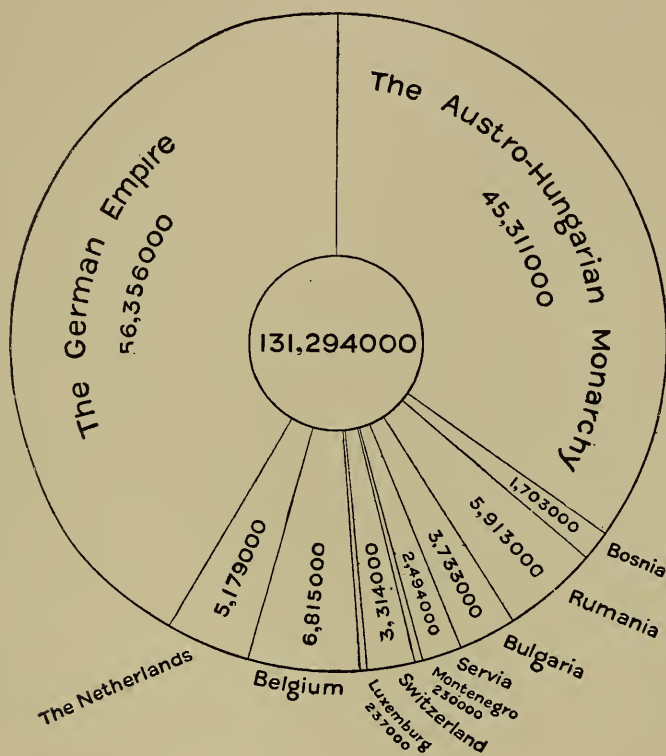 The German Empire
56,356000
The Austro-Hungarian Monarchy
45,311000
131,294000
1,703000
Bosnia
5,913000
Rumania
3,733000
Bulgaria
2,494000
Servia
Montenegro
230000
3,314000
Switzerland
Luxemburg
237000
6,815000
Belgium
5,179000
The Netherlands